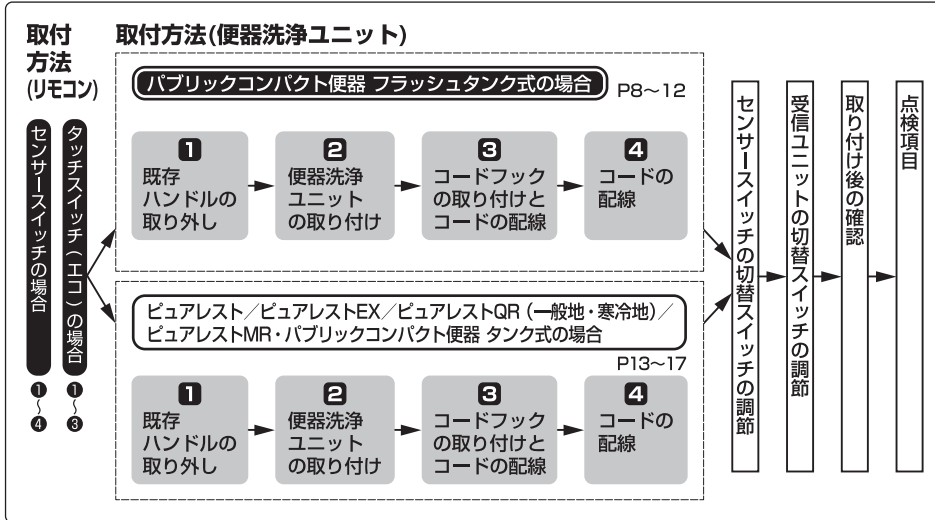 取付
方法
(リモコン)
センサースイッチの場合
❶〜❹
タッチスイッチ(エコ)の場合
❶〜❸
取付方法(便器洗浄ユニット)
パブリックコンパクト便器 フラッシュタンク式の場合
P8〜12
1
既存
ハンドルの
取り外し
2
便器洗浄
ユニット
の取り付け
3
コードフック
の取り付けと
コードの配線
4
コードの
配線
ピュアレスト/ピュアレストEX/ピュアレストQR(一般地・寒冷地)/
ピュアレストMR・パブリックコンパクト便器 タンク式の場合
P13〜17
1
既存
ハンドルの
取り外し
2
便器洗浄
ユニット
の取り付け
3
コードフック
の取り付けと
コードの配線
4
コードの
配線
センサースイッチの切替スイッチの調節
受信ユニットの切替スイッチの調節
取り付け後の確認
点検項目